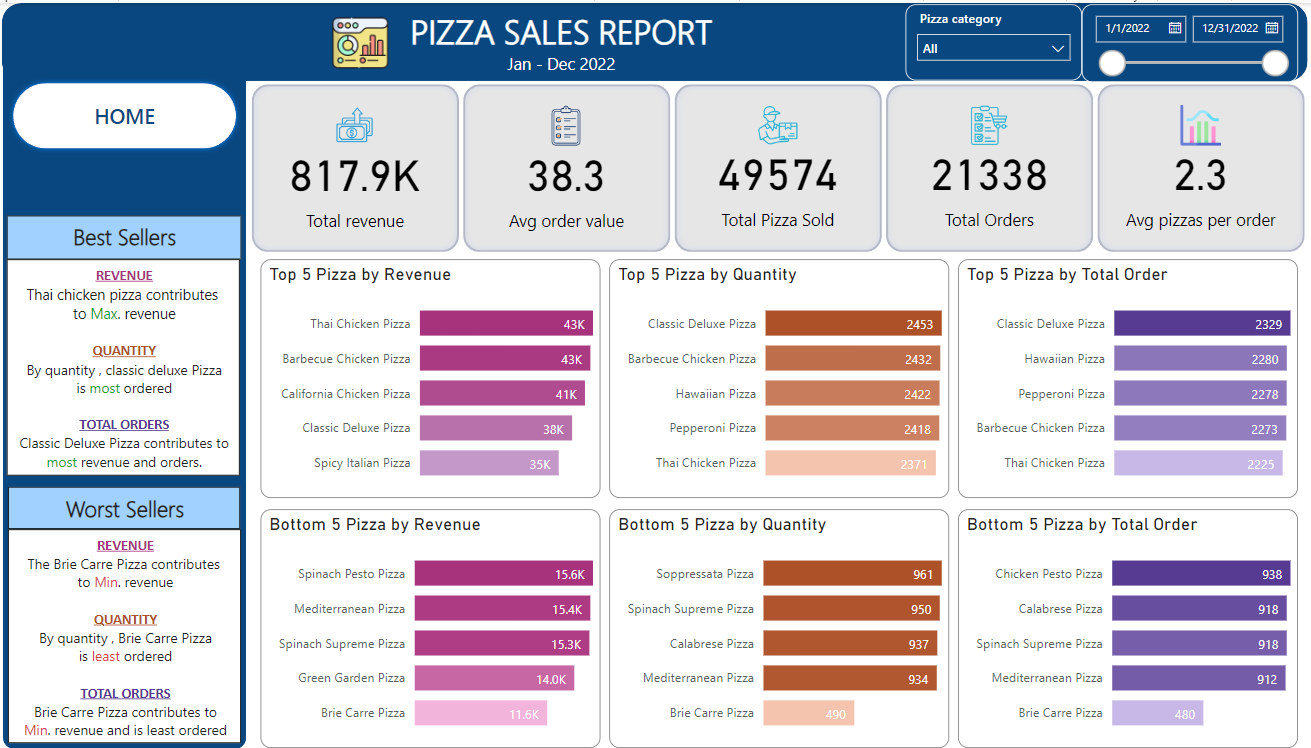 PIZZA SALES REPORT
Jan - Dec 2022
Pizza category
All
1/1/2022
12/31/2022
HOME
817.9K
Total revenue
38.3
Avg order value
49574
Total Pizza Sold
21338
Total Orders
2.3
Avg pizzas per order
Best Sellers
REVENUE
Thai chicken pizza contributes
to Max. revenue
QUANTITY
By quantity , classic deluxe Pizza
is most ordered
TOTAL ORDERS
Classic Deluxe Pizza contributes to
most revenue and orders.
Worst Sellers
REVENUE
The Brie Carre Pizza contributes
to Min. revenue
QUANTITY
By quantity , Brie Carre Pizza
is least ordered
TOTAL ORDERS
Brie Carre Pizza contributes to
Min. revenue and is least ordered
Top 5 Pizza by Revenue
Thai Chicken Pizza 43K
Barbecue Chicken Pizza 43K
California Chicken Pizza 41K
Classic Deluxe Pizza 38K
Spicy Italian Pizza 35K
Top 5 Pizza by Quantity
Classic Deluxe Pizza 2453
Barbecue Chicken Pizza 2432
Hawaiian Pizza 2422
Pepperoni Pizza 2418
Thai Chicken Pizza 2371
Top 5 Pizza by Total Order
Classic Deluxe Pizza 2329
Hawaiian Pizza 2280
Pepperoni Pizza 2278
Barbecue Chicken Pizza 2273
Thai Chicken Pizza 2225
Bottom 5 Pizza by Revenue
Spinach Pesto Pizza 15.6K
Mediterranean Pizza 15.4K
Spinach Supreme Pizza 15.3K
Green Garden Pizza 14.0K
Brie Carre Pizza 11.6K
Bottom 5 Pizza by Quantity
Soppressata Pizza 961
Spinach Supreme Pizza 950
Calabrese Pizza 937
Mediterranean Pizza 934
Brie Carre Pizza 490
Bottom 5 Pizza by Total Order
Chicken Pesto Pizza 938
Calabrese Pizza 918
Spinach Supreme Pizza 918
Mediterranean Pizza 912
Brie Carre Pizza 480